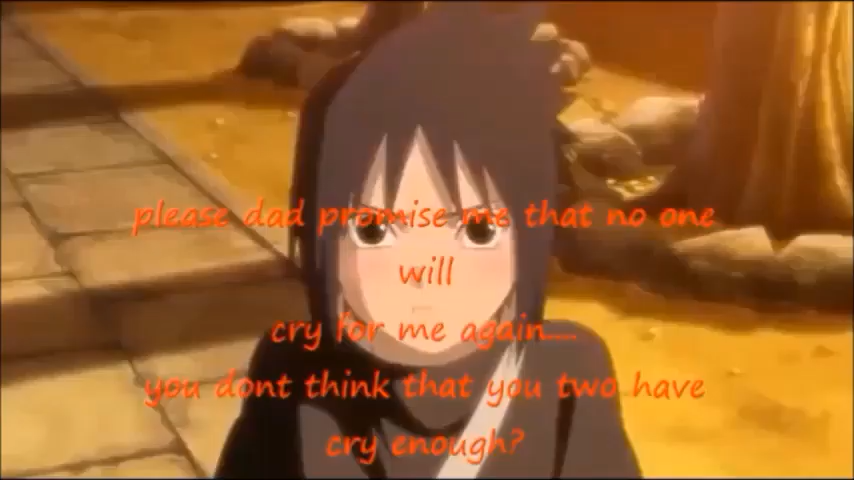 please dad promise me that no one
will
cry for me again....
you dont think that you two have
cry enough?